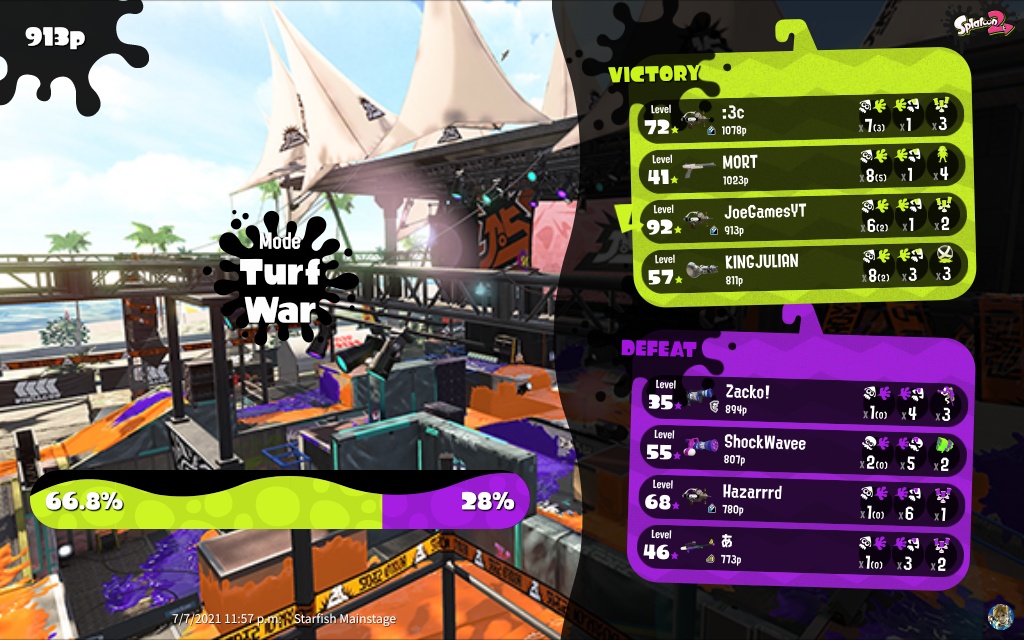 913p
Splatoon 2
Mode
Turf
War
66.8%
28%
7/7/2021 11:57 p.m. Starfish Mainstage
VICTORY
Level
72
:3c
1078p
x7(3)
x1
x3
Level
41
MORT
1023p
x8(5)
x1
x4
Level
92
JoeGamesYT
913p
x6(2)
x1
x2
Level
57
KINGJULIAN
811p
x8(2)
x3
x3
DEFEAT
Level
35
Zacko!
894p
x1(0)
x4
x3
Level
55
ShockWavee
807p
x2(0)
x5
x2
Level
68
Hazarrrd
780p
x1(0)
x6
x1
Level
46
あ
773p
x1(0)
x3
x2